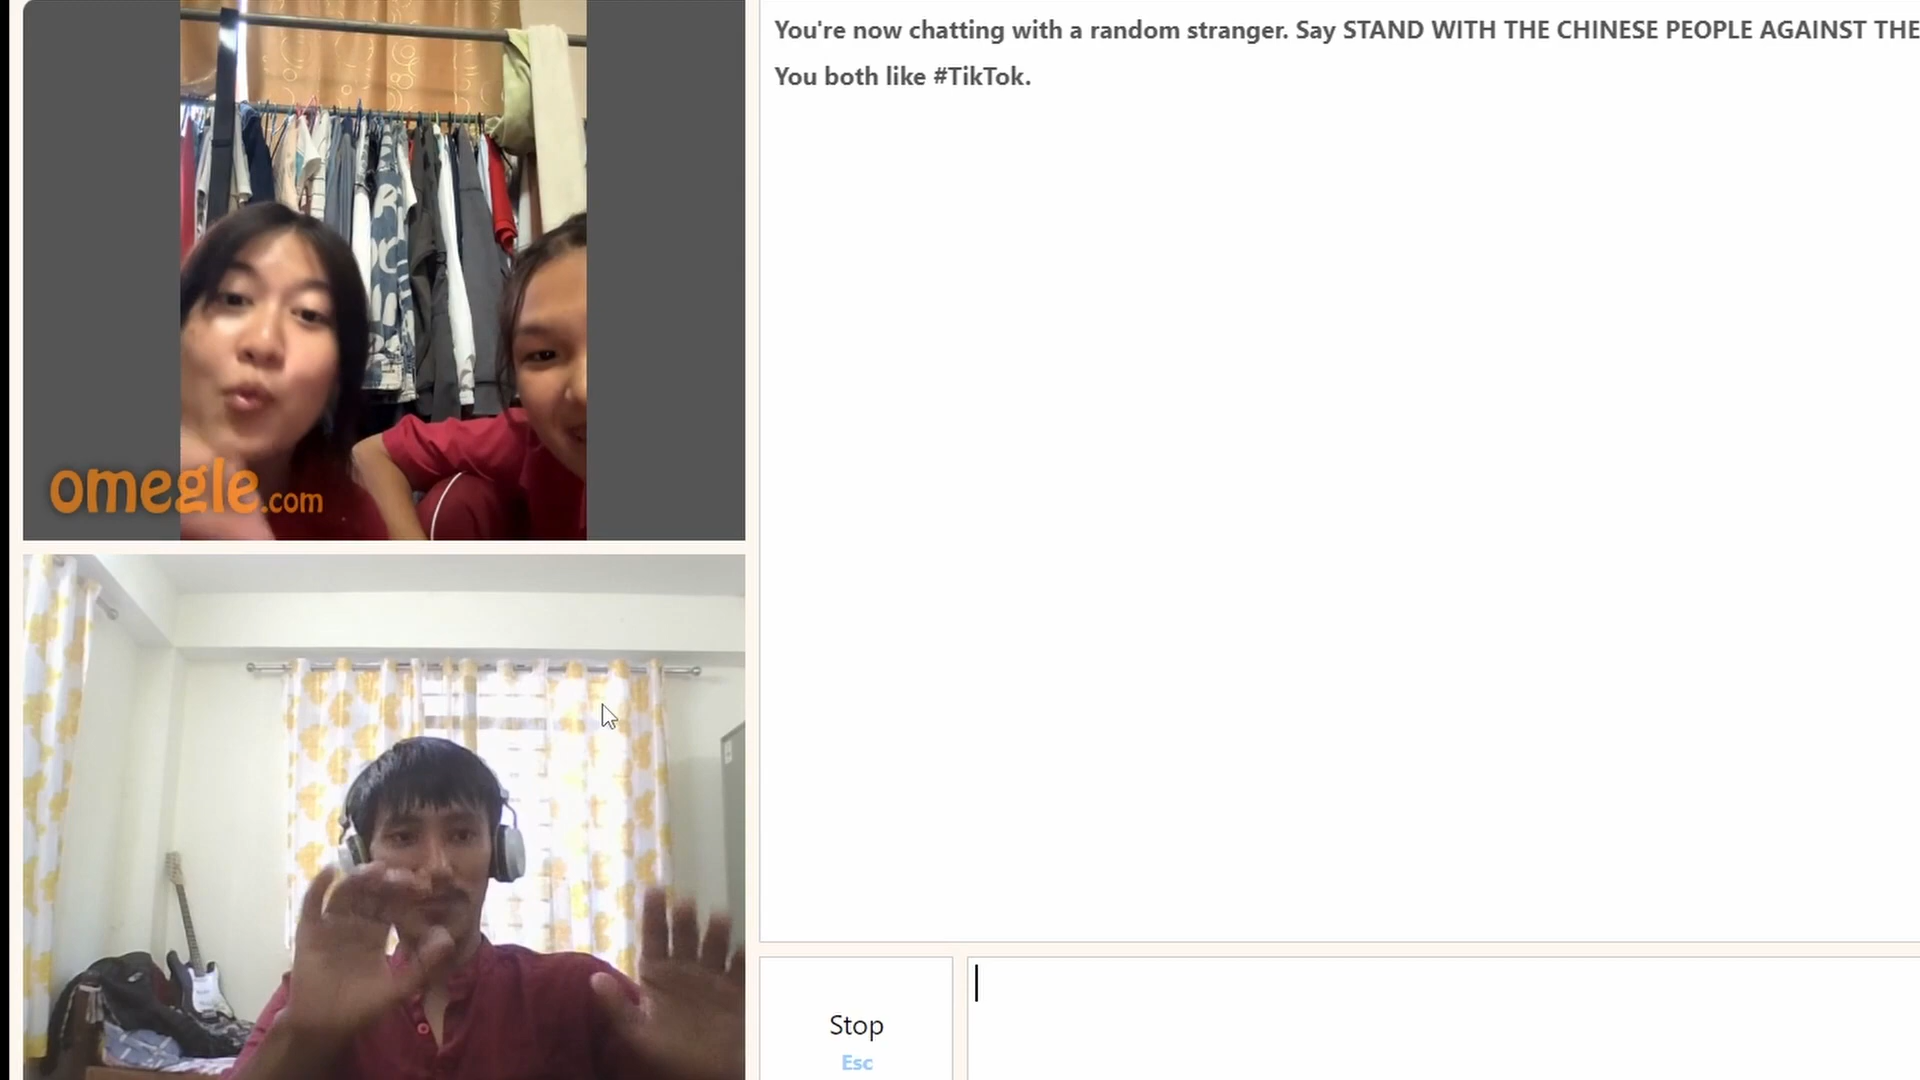 You're now chatting with a random stranger. Say STAND WITH THE CHINESE PEOPLE AGAINST THE
You both like #TikTok.
omegle.com
Stop
Esc